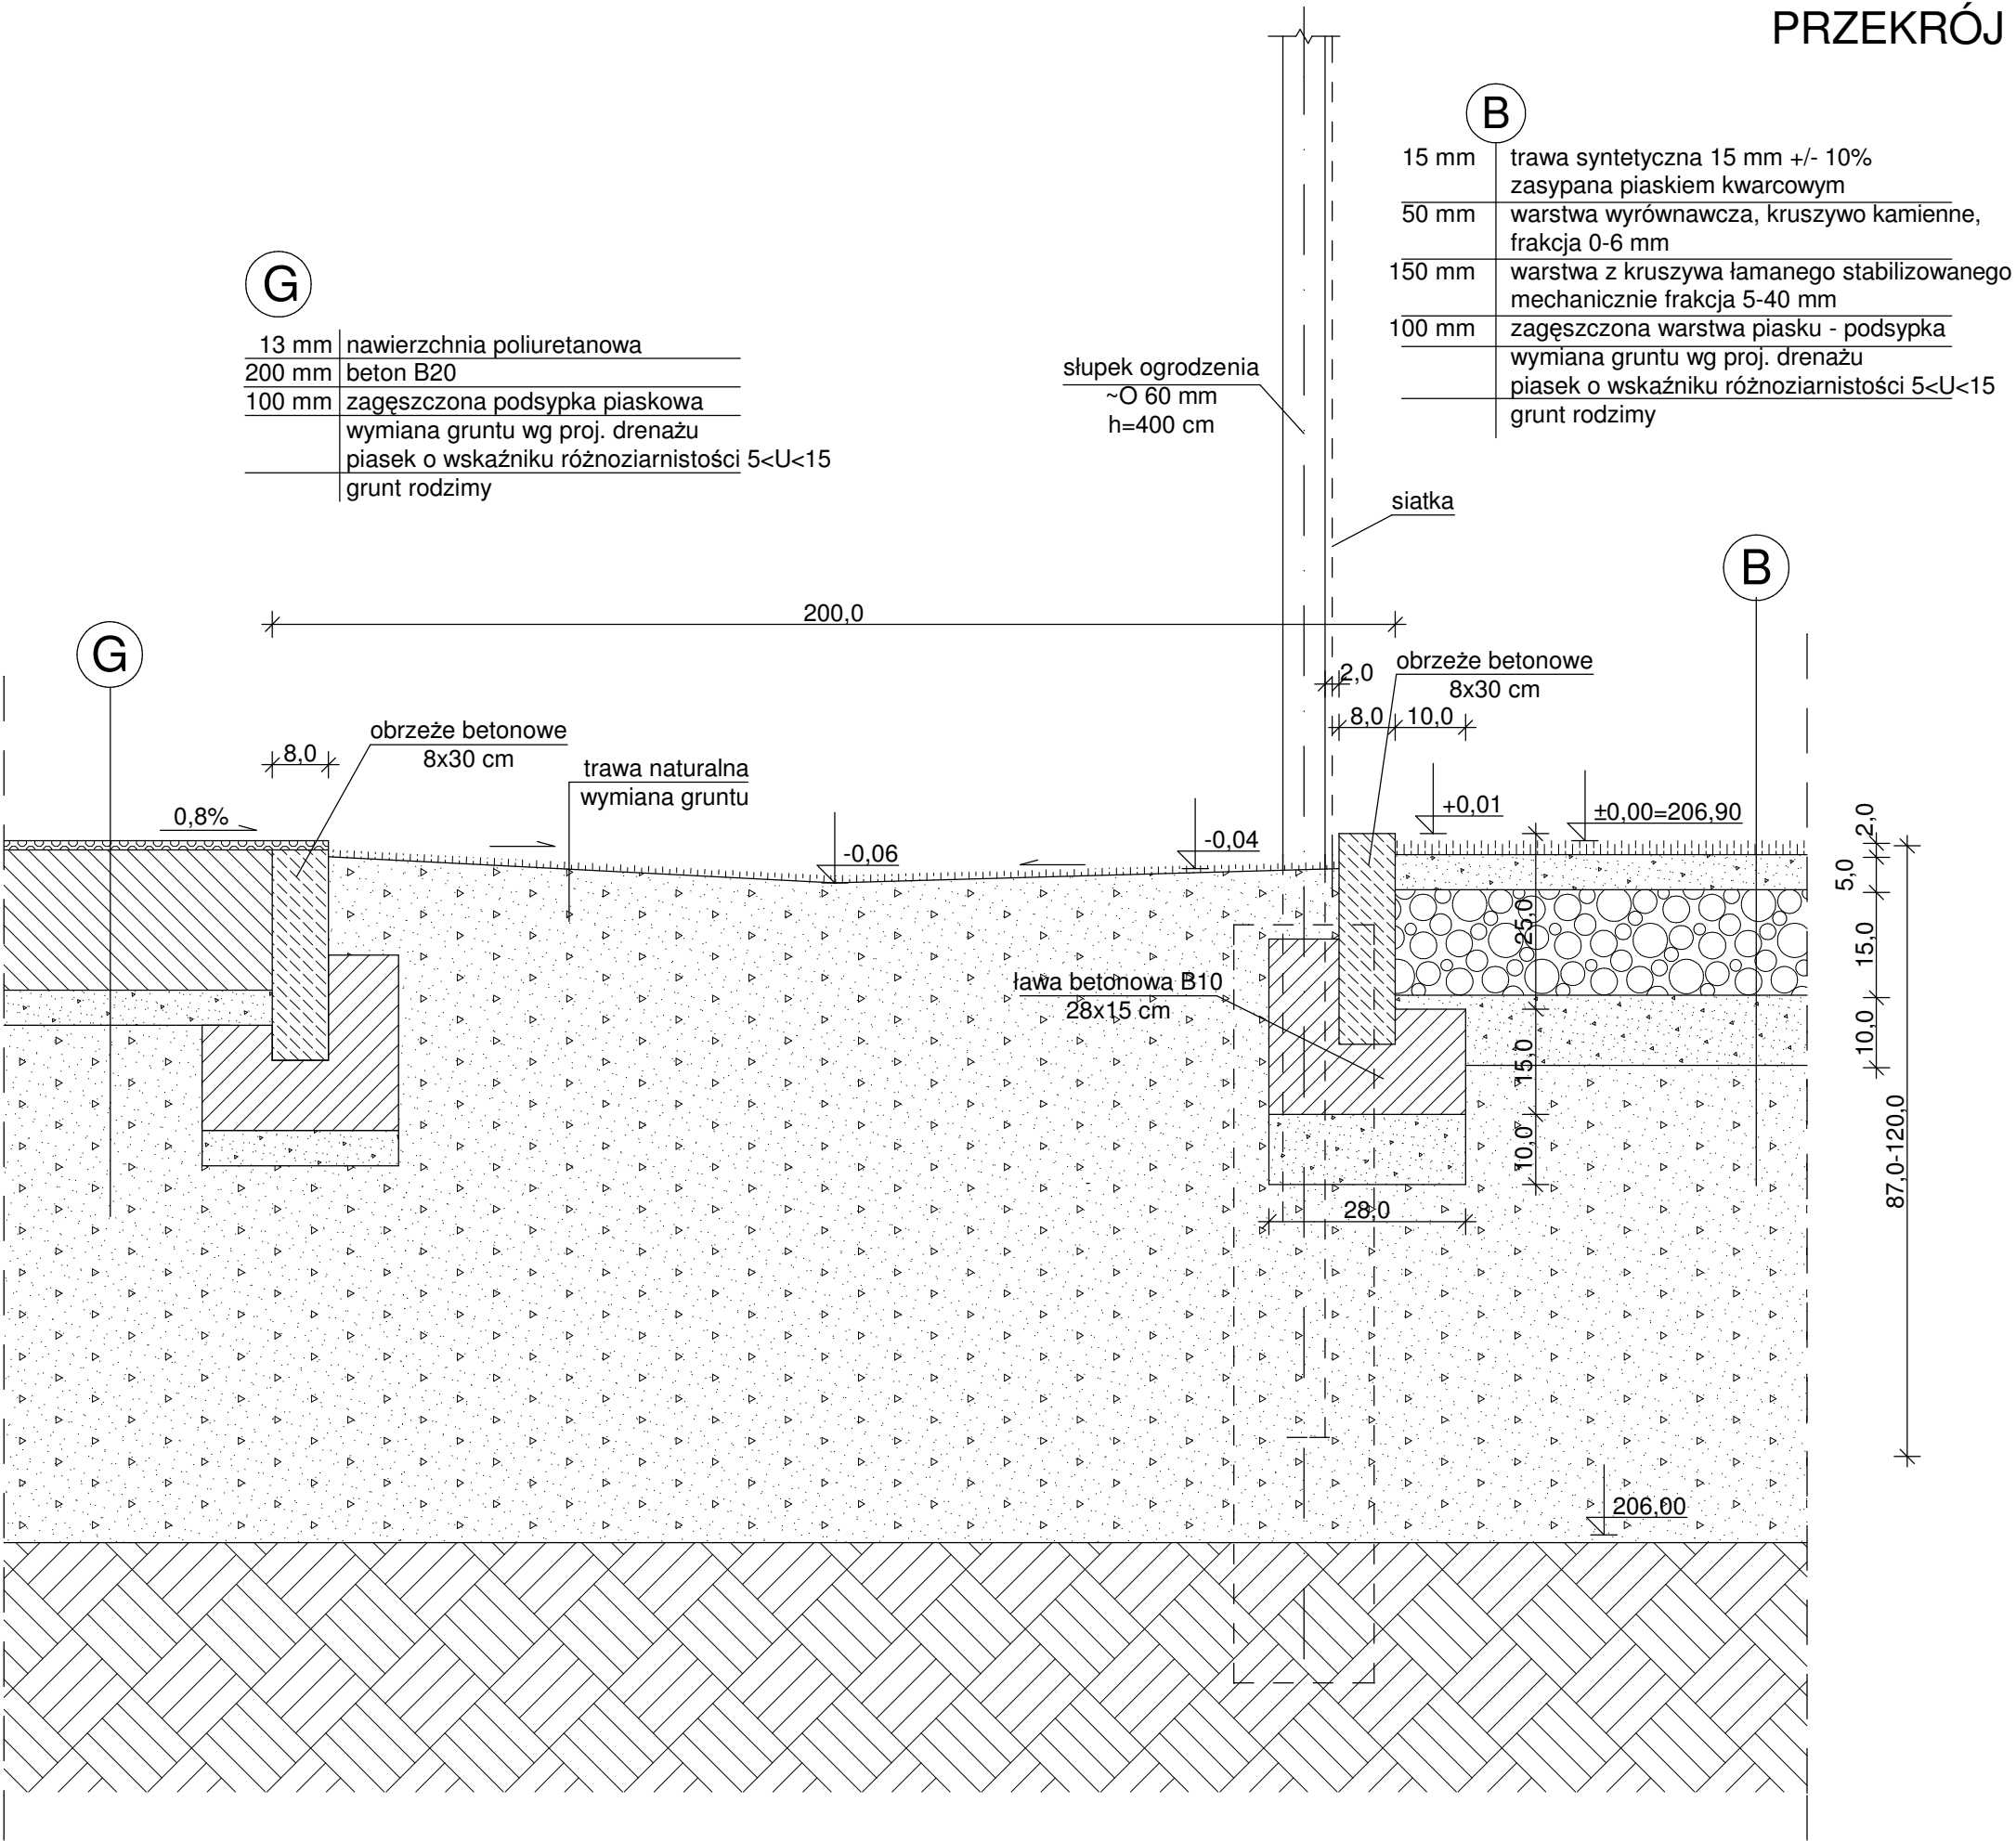 PRZEKRÓJ
B
15 mm trawa syntetyczna 15 mm +/- 10%
zasypana piaskiem kwarcowym
50 mm warstwa wyrównawcza, kruszywo kamienne,
frakcja 0-6 mm
150 mm warstwa z kruszywa łamanego stabilizowanego
mechanicznie frakcja 5-40 mm
100 mm zagęszczona warstwa piasku - podsypka
wymiana gruntu wg proj. drenażu
piasek o wskaźniku różnoziarnistości 5<U<15
grunt rodzimy
G
13 mm nawierzchnia poliuretanowa
200 mm beton B20
100 mm zagęszczona podsypka piaskowa
wymiana gruntu wg proj. drenażu
piasek o wskaźniku różnoziarnistości 5<U<15
grunt rodzimy
słupek ogrodzenia
~O 60 mm
h=400 cm
siatka
B
200,0
G
2,0
obrzeże betonowe
8x30 cm
8,0 10,0
obrzeże betonowe
8x30 cm
8,0
trawa naturalna
wymiana gruntu
0,8%
-0,06
-0,04
+0,01
±0,00=206,90
2,0
5,0
15,0
10,0
87,0-120,0
25,0
15,0
10,0
ława betonowa B10
28x15 cm
28,0
206,00